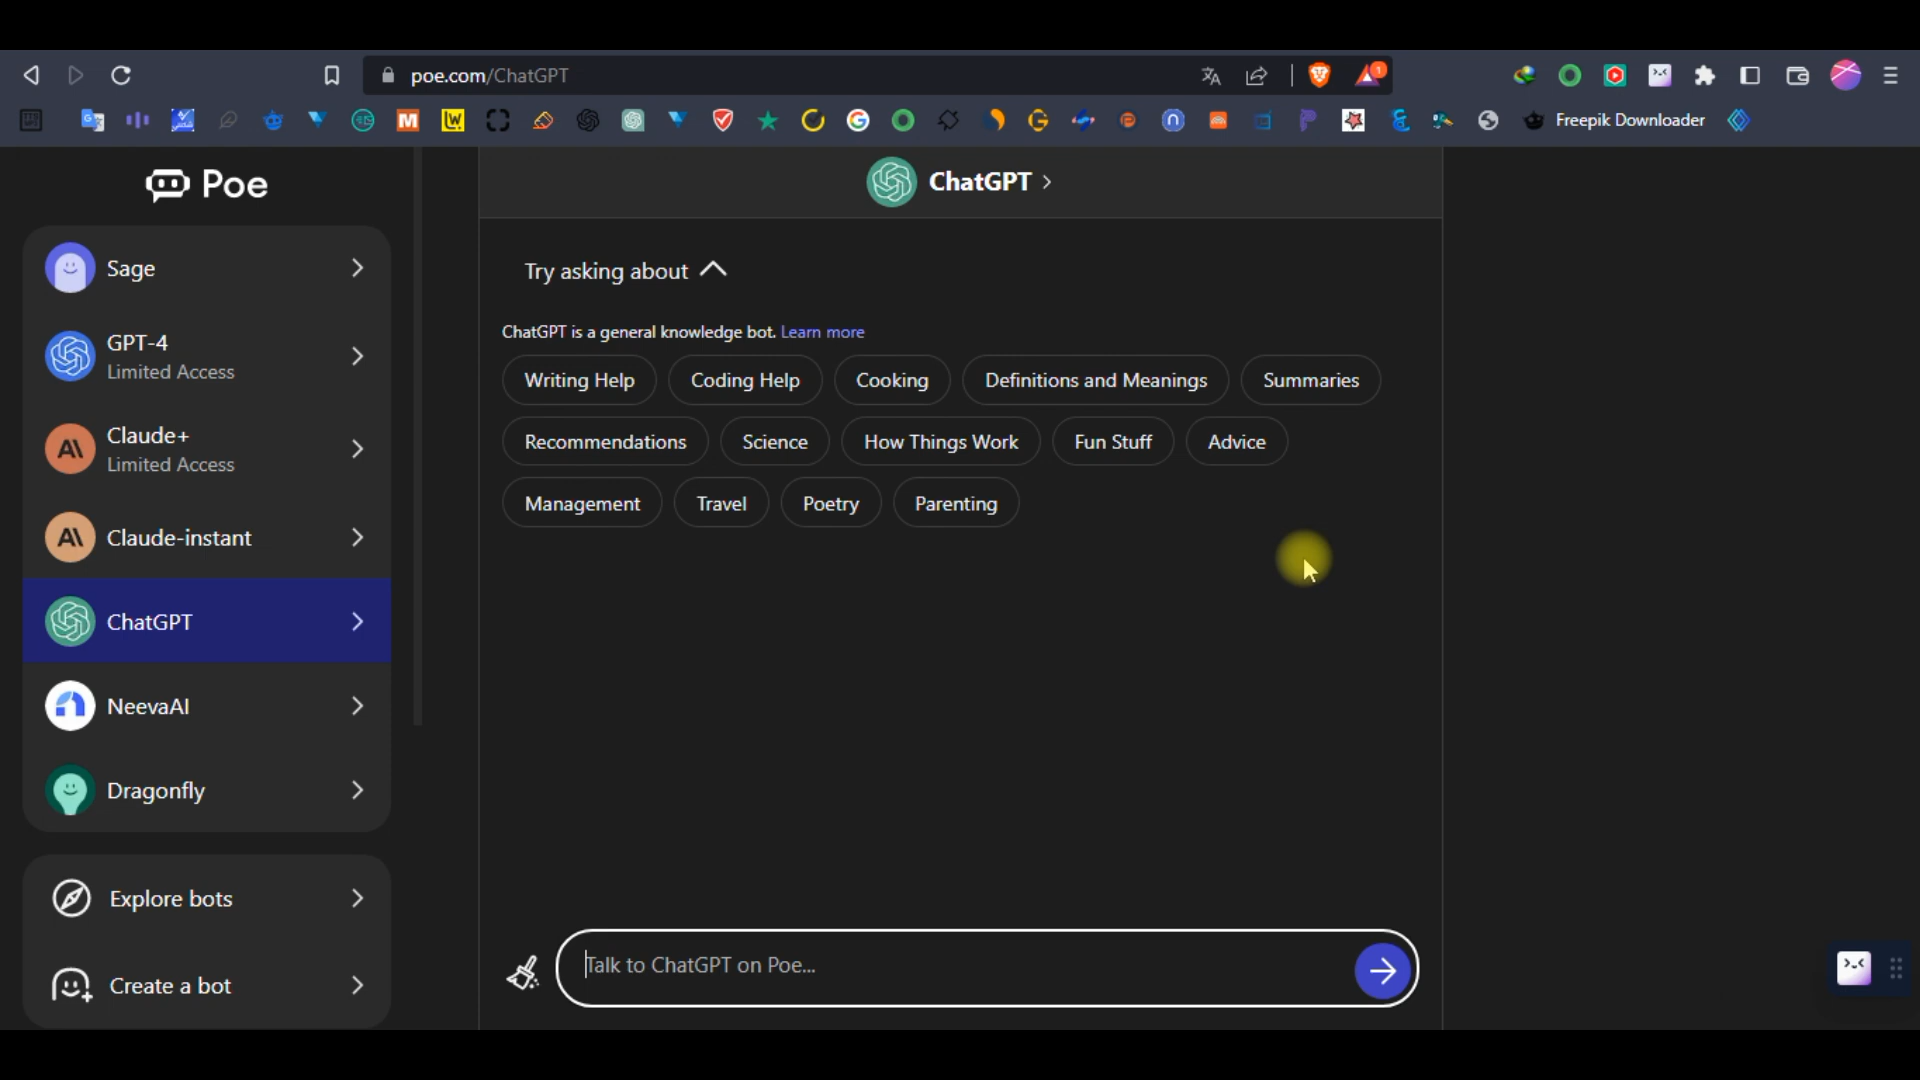 poe.com/ChatGPT
1
Freepik Downloader
Poe
Sage
GPT-4
Limited Access
Claude+
Limited Access
Claude-instant
ChatGPT
NeevaAI
Dragonfly
Explore bots
Create a bot
ChatGPT
Try asking about
ChatGPT is a general knowledge bot. Learn more
Writing Help Coding Help Cooking Definitions and Meanings Summaries
Recommendations Science How Things Work Fun Stuff Advice
Management Travel Poetry Parenting
Talk to ChatGPT on Poe...